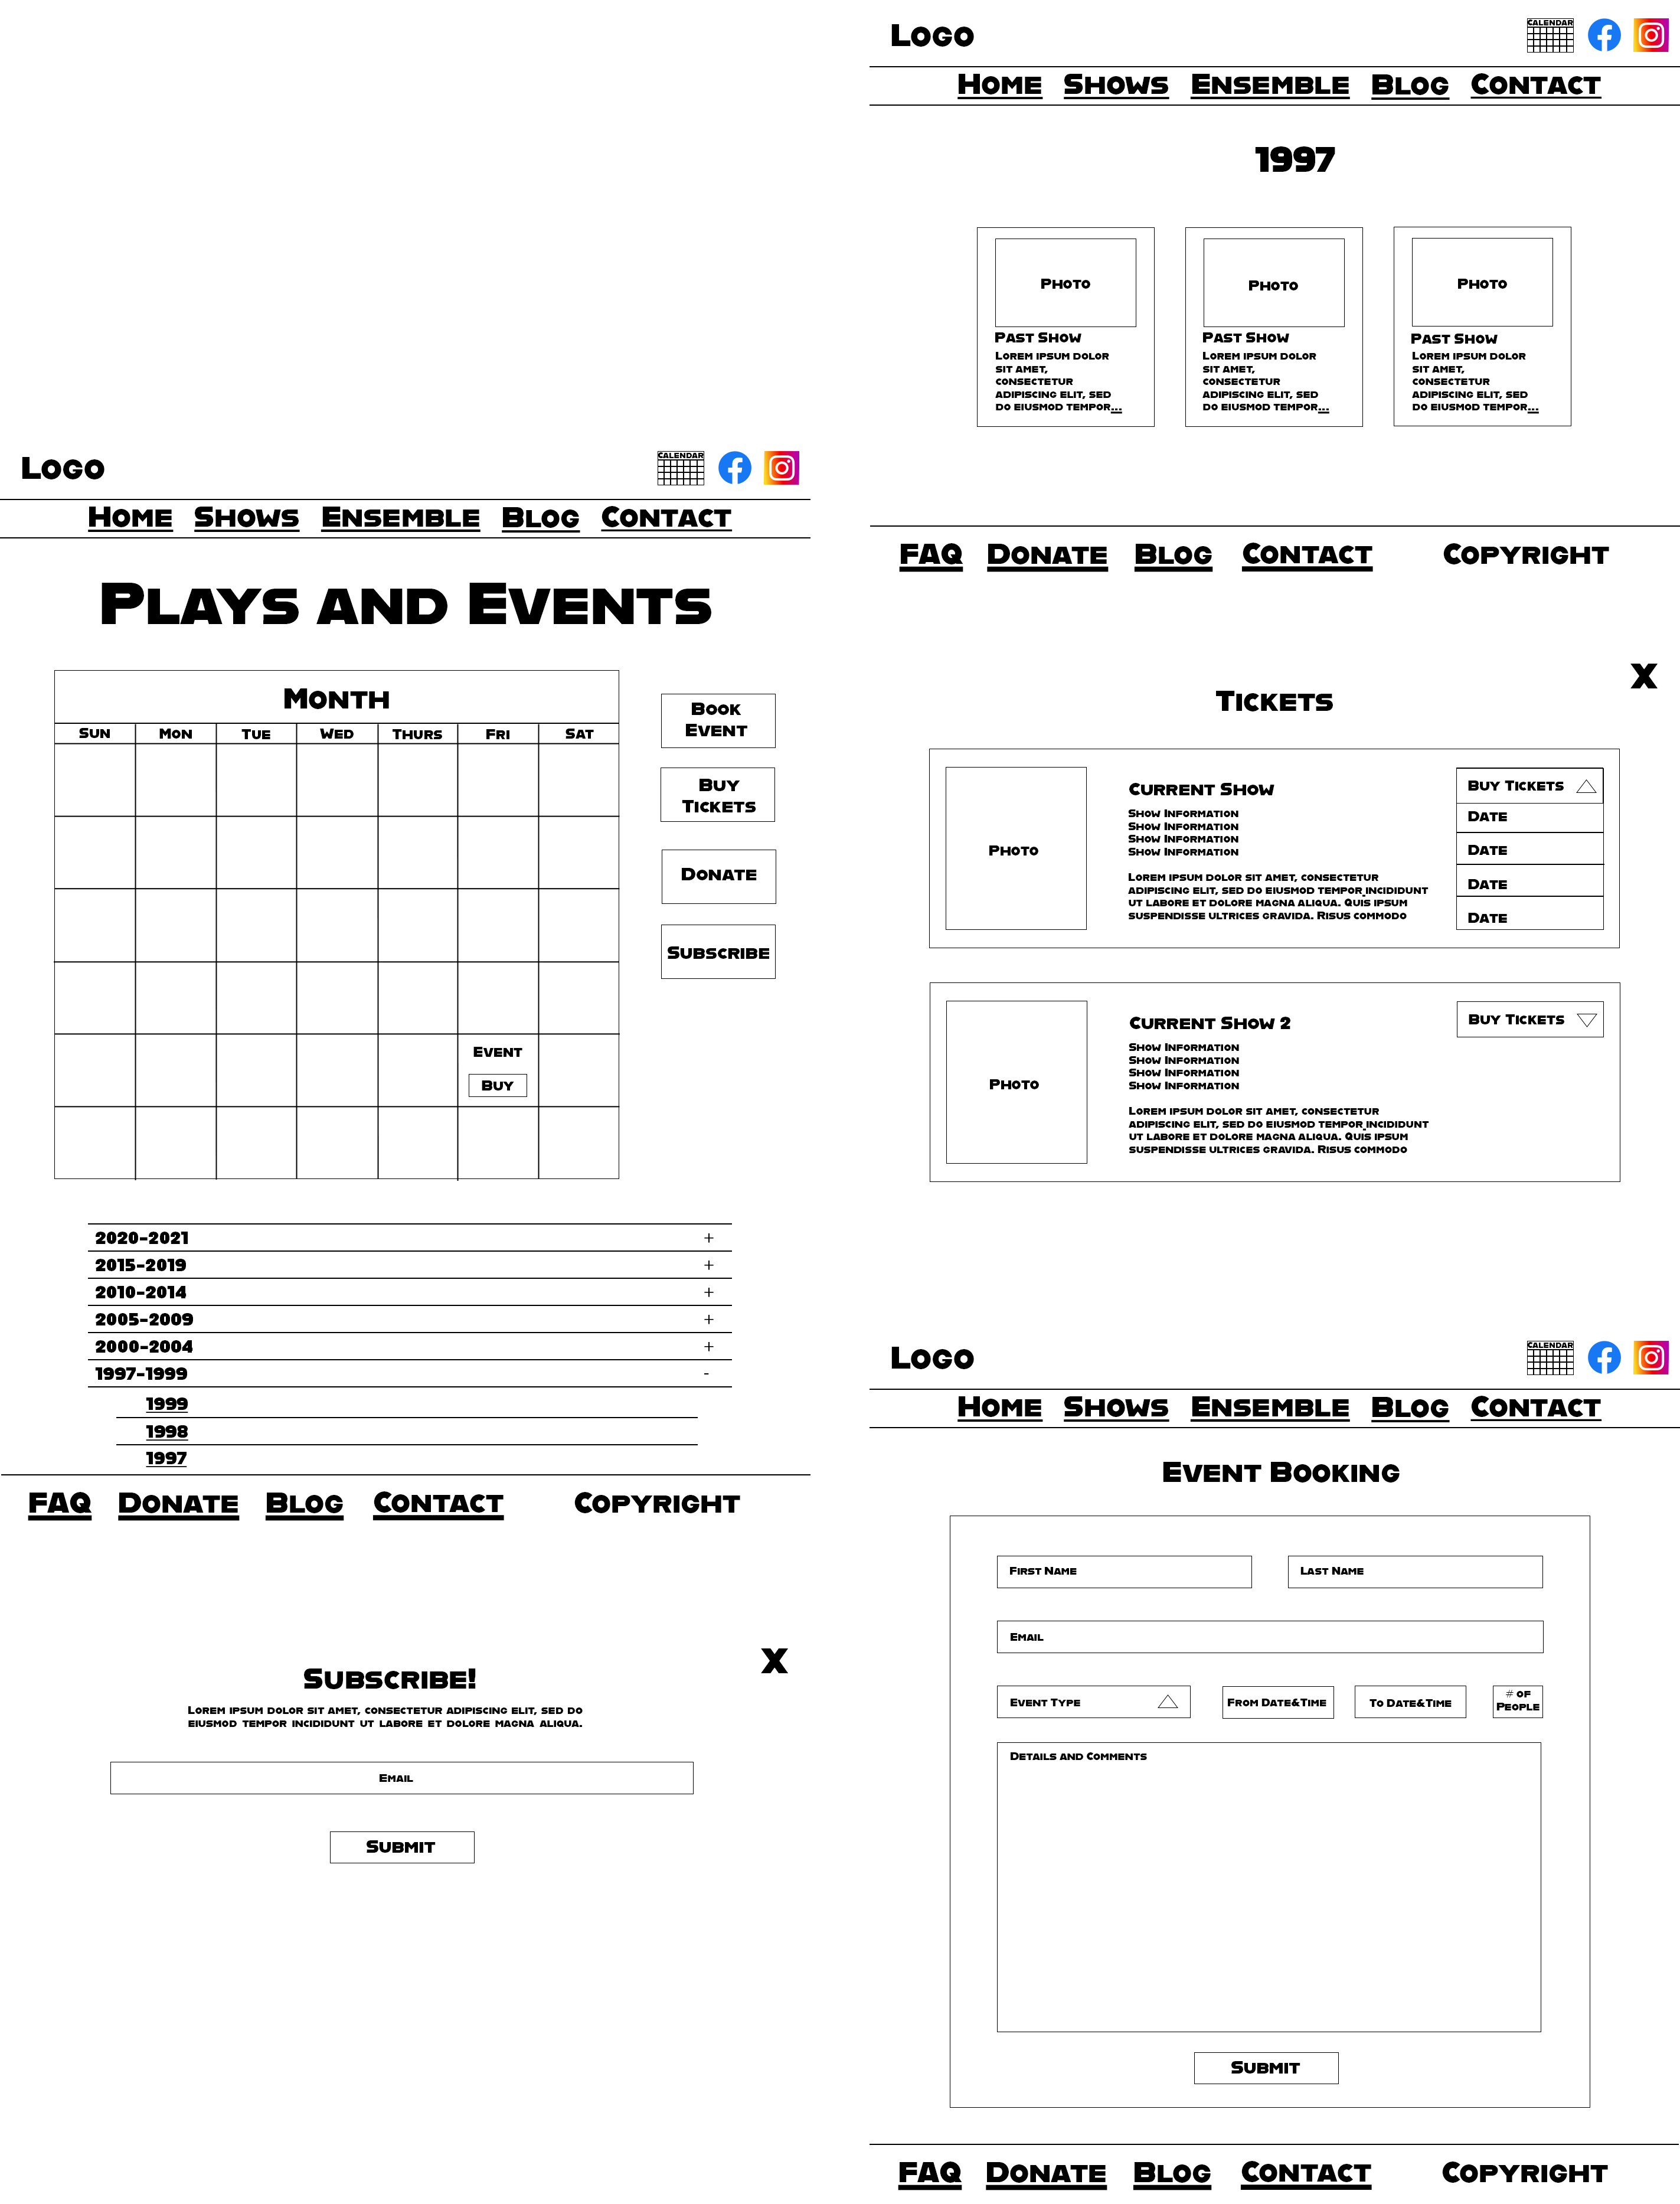 Logo
CALENDAR
Home Shows Ensemble Blog Contact
1997
Photo
Past Show
Lorem ipsum dolor
sit amet,
consectetur
adipiscing elit, sed
do eiusmod tempor...
Photo
Past Show
Lorem ipsum dolor
sit amet,
consectetur
adipiscing elit, sed
do eiusmod tempor...
Photo
Past Show
Lorem ipsum dolor
sit amet,
consectetur
adipiscing elit, sed
do eiusmod tempor...
FAQ Donate Blog Contact Copyright
Logo
CALENDAR
Home Shows Ensemble Blog Contact
Plays and Events
Month
Sun Mon Tue Wed Thurs Fri Sat
Event
Buy
Book
Event
Buy
Tickets
Donate
Subscribe
2020-2021 +
2015-2019 +
2010-2014 +
2005-2009 +
2000-2004 +
1997-1999 -
1999
1998
1997
FAQ Donate Blog Contact Copyright
X
Tickets
Photo
Current Show
Show Information
Show Information
Show Information
Show Information
Lorem ipsum dolor sit amet, consectetur
adipiscing elit, sed do eiusmod tempor incididunt
ut labore et dolore magna aliqua. Quis ipsum
suspendisse ultrices gravida. Risus commodo
Buy Tickets
Date
Date
Date
Date
Photo
Current Show 2
Show Information
Show Information
Show Information
Show Information
Lorem ipsum dolor sit amet, consectetur
adipiscing elit, sed do eiusmod tempor incididunt
ut labore et dolore magna aliqua. Quis ipsum
suspendisse ultrices gravida. Risus commodo
Buy Tickets
X
Subscribe!
Lorem ipsum dolor sit amet, consectetur adipiscing elit, sed do
eiusmod tempor incididunt ut labore et dolore magna aliqua.
Email
Submit
Logo
CALENDAR
Home Shows Ensemble Blog Contact
Event Booking
First Name
Last Name
Email
Event Type
From Date&Time
To Date&Time
# of
People
Details and Comments
Submit
FAQ Donate Blog Contact Copyright